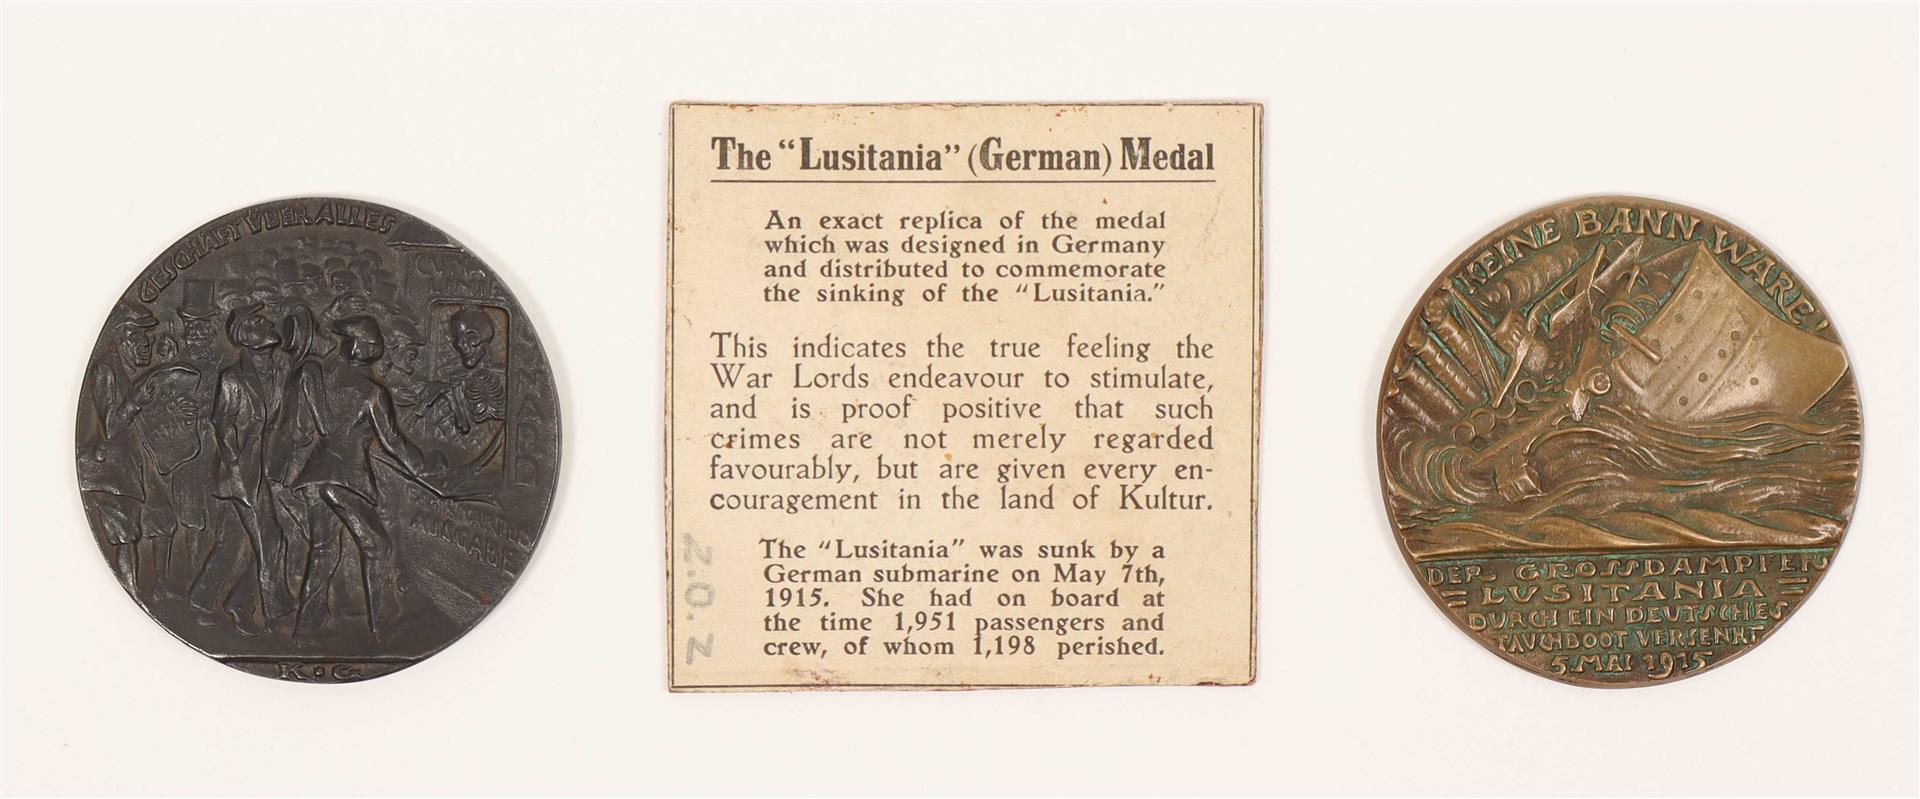 GESCHÄFT ÜBER ALLES
CUNA
LINIE
CUNARD
FAHRKARTEN
AUSGABE
K·G
The "Lusitania" (German) Medal
An exact replica of the medal
which was designed in Germany
and distributed to commemorate
the sinking of the "Lusitania."
This indicates the true feeling the
War Lords endeavour to stimulate,
and is proof positive that such
crimes are not merely regarded
favourably, but are given every en-
couragement in the land of Kultur.
The "Lusitania" was sunk by a
German submarine on May 7th,
1915. She had on board at
the time 1,951 passengers and
crew, of whom 1,198 perished.
Z.O.Z
KEINE BANNWARE!
DER GROSSDAMPFER
= LUSITANIA =
DURCH EIN DEUTSCHES
TAUCHBOOT VERSENKT
5. MAI 1915